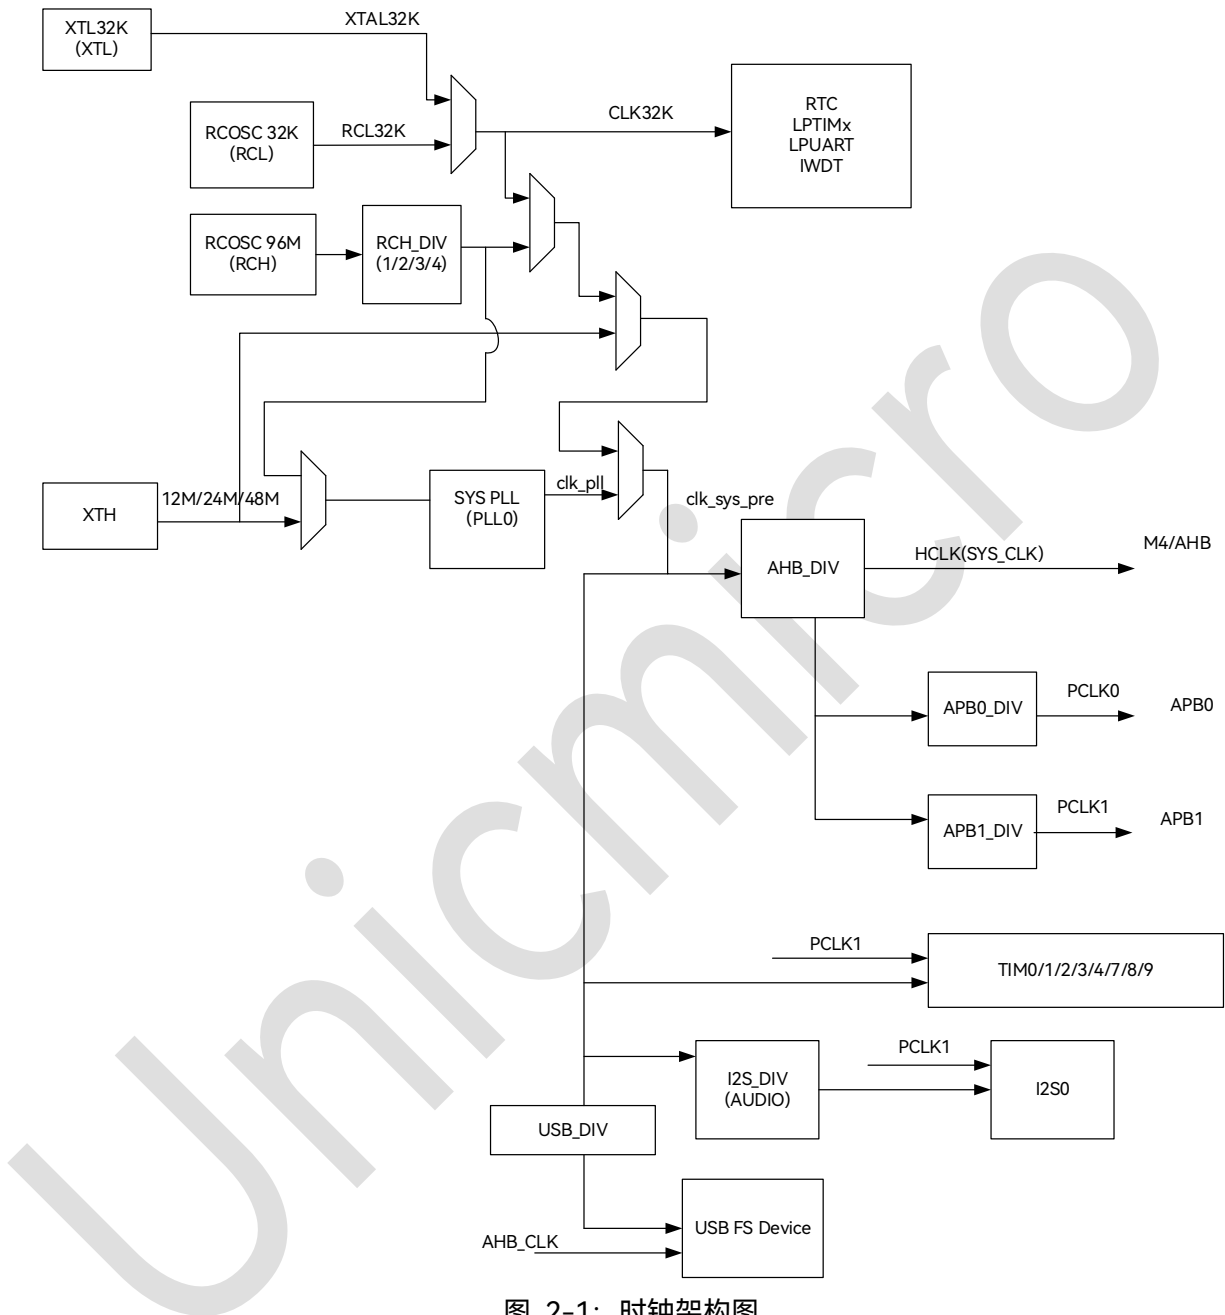 XTL32K
(XTL)
XTAL32K
RCOSC 32K
(RCL)
RCL32K
CLK32K
RTC
LPTIMx
LPUART
IWDT
RCOSC 96M
(RCH)
RCH_DIV
(1/2/3/4)
XTH
12M/24M/48M
SYS PLL
(PLL0)
clk_pll
clk_sys_pre
AHB_DIV
HCLK(SYS_CLK)
M4/AHB
APB0_DIV
PCLK0
APB0
APB1_DIV
PCLK1
APB1
PCLK1
TIM0/1/2/3/4/7/8/9
I2S_DIV
(AUDIO)
PCLK1
I2S0
USB_DIV
USB FS Device
AHB_CLK
图 2-1: 时钟架构图
Unicmicro